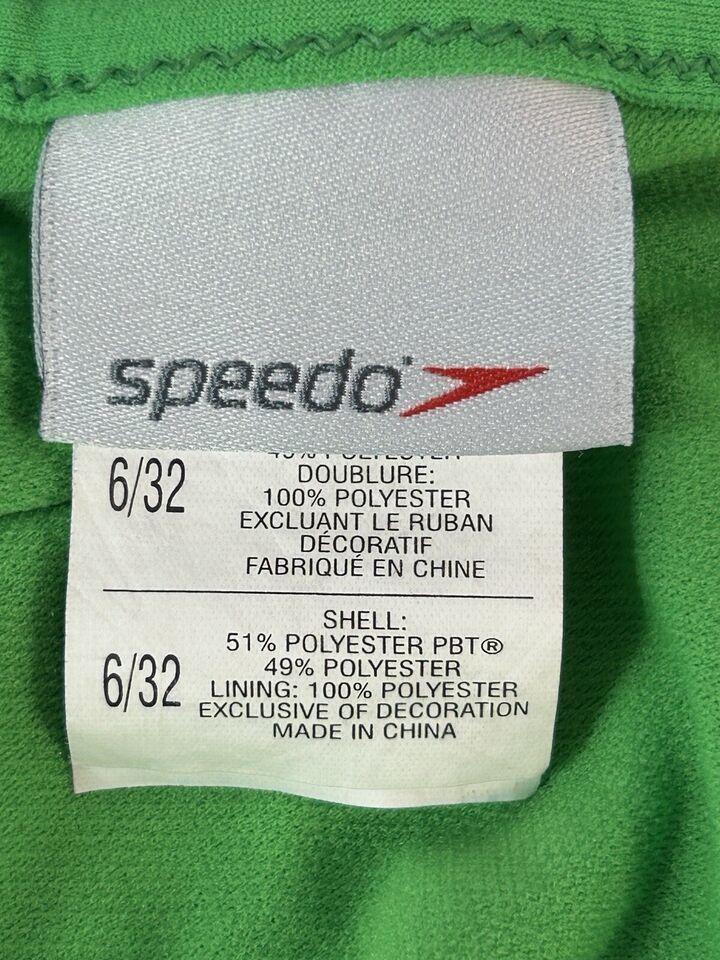 speedo
6/32
DOUBLURE:
100% POLYESTER
EXCLUANT LE RUBAN
DÉCORATIF
FABRIQUÉ EN CHINE
6/32
SHELL:
51% POLYESTER PBT®
49% POLYESTER
LINING: 100% POLYESTER
EXCLUSIVE OF DECORATION
MADE IN CHINA